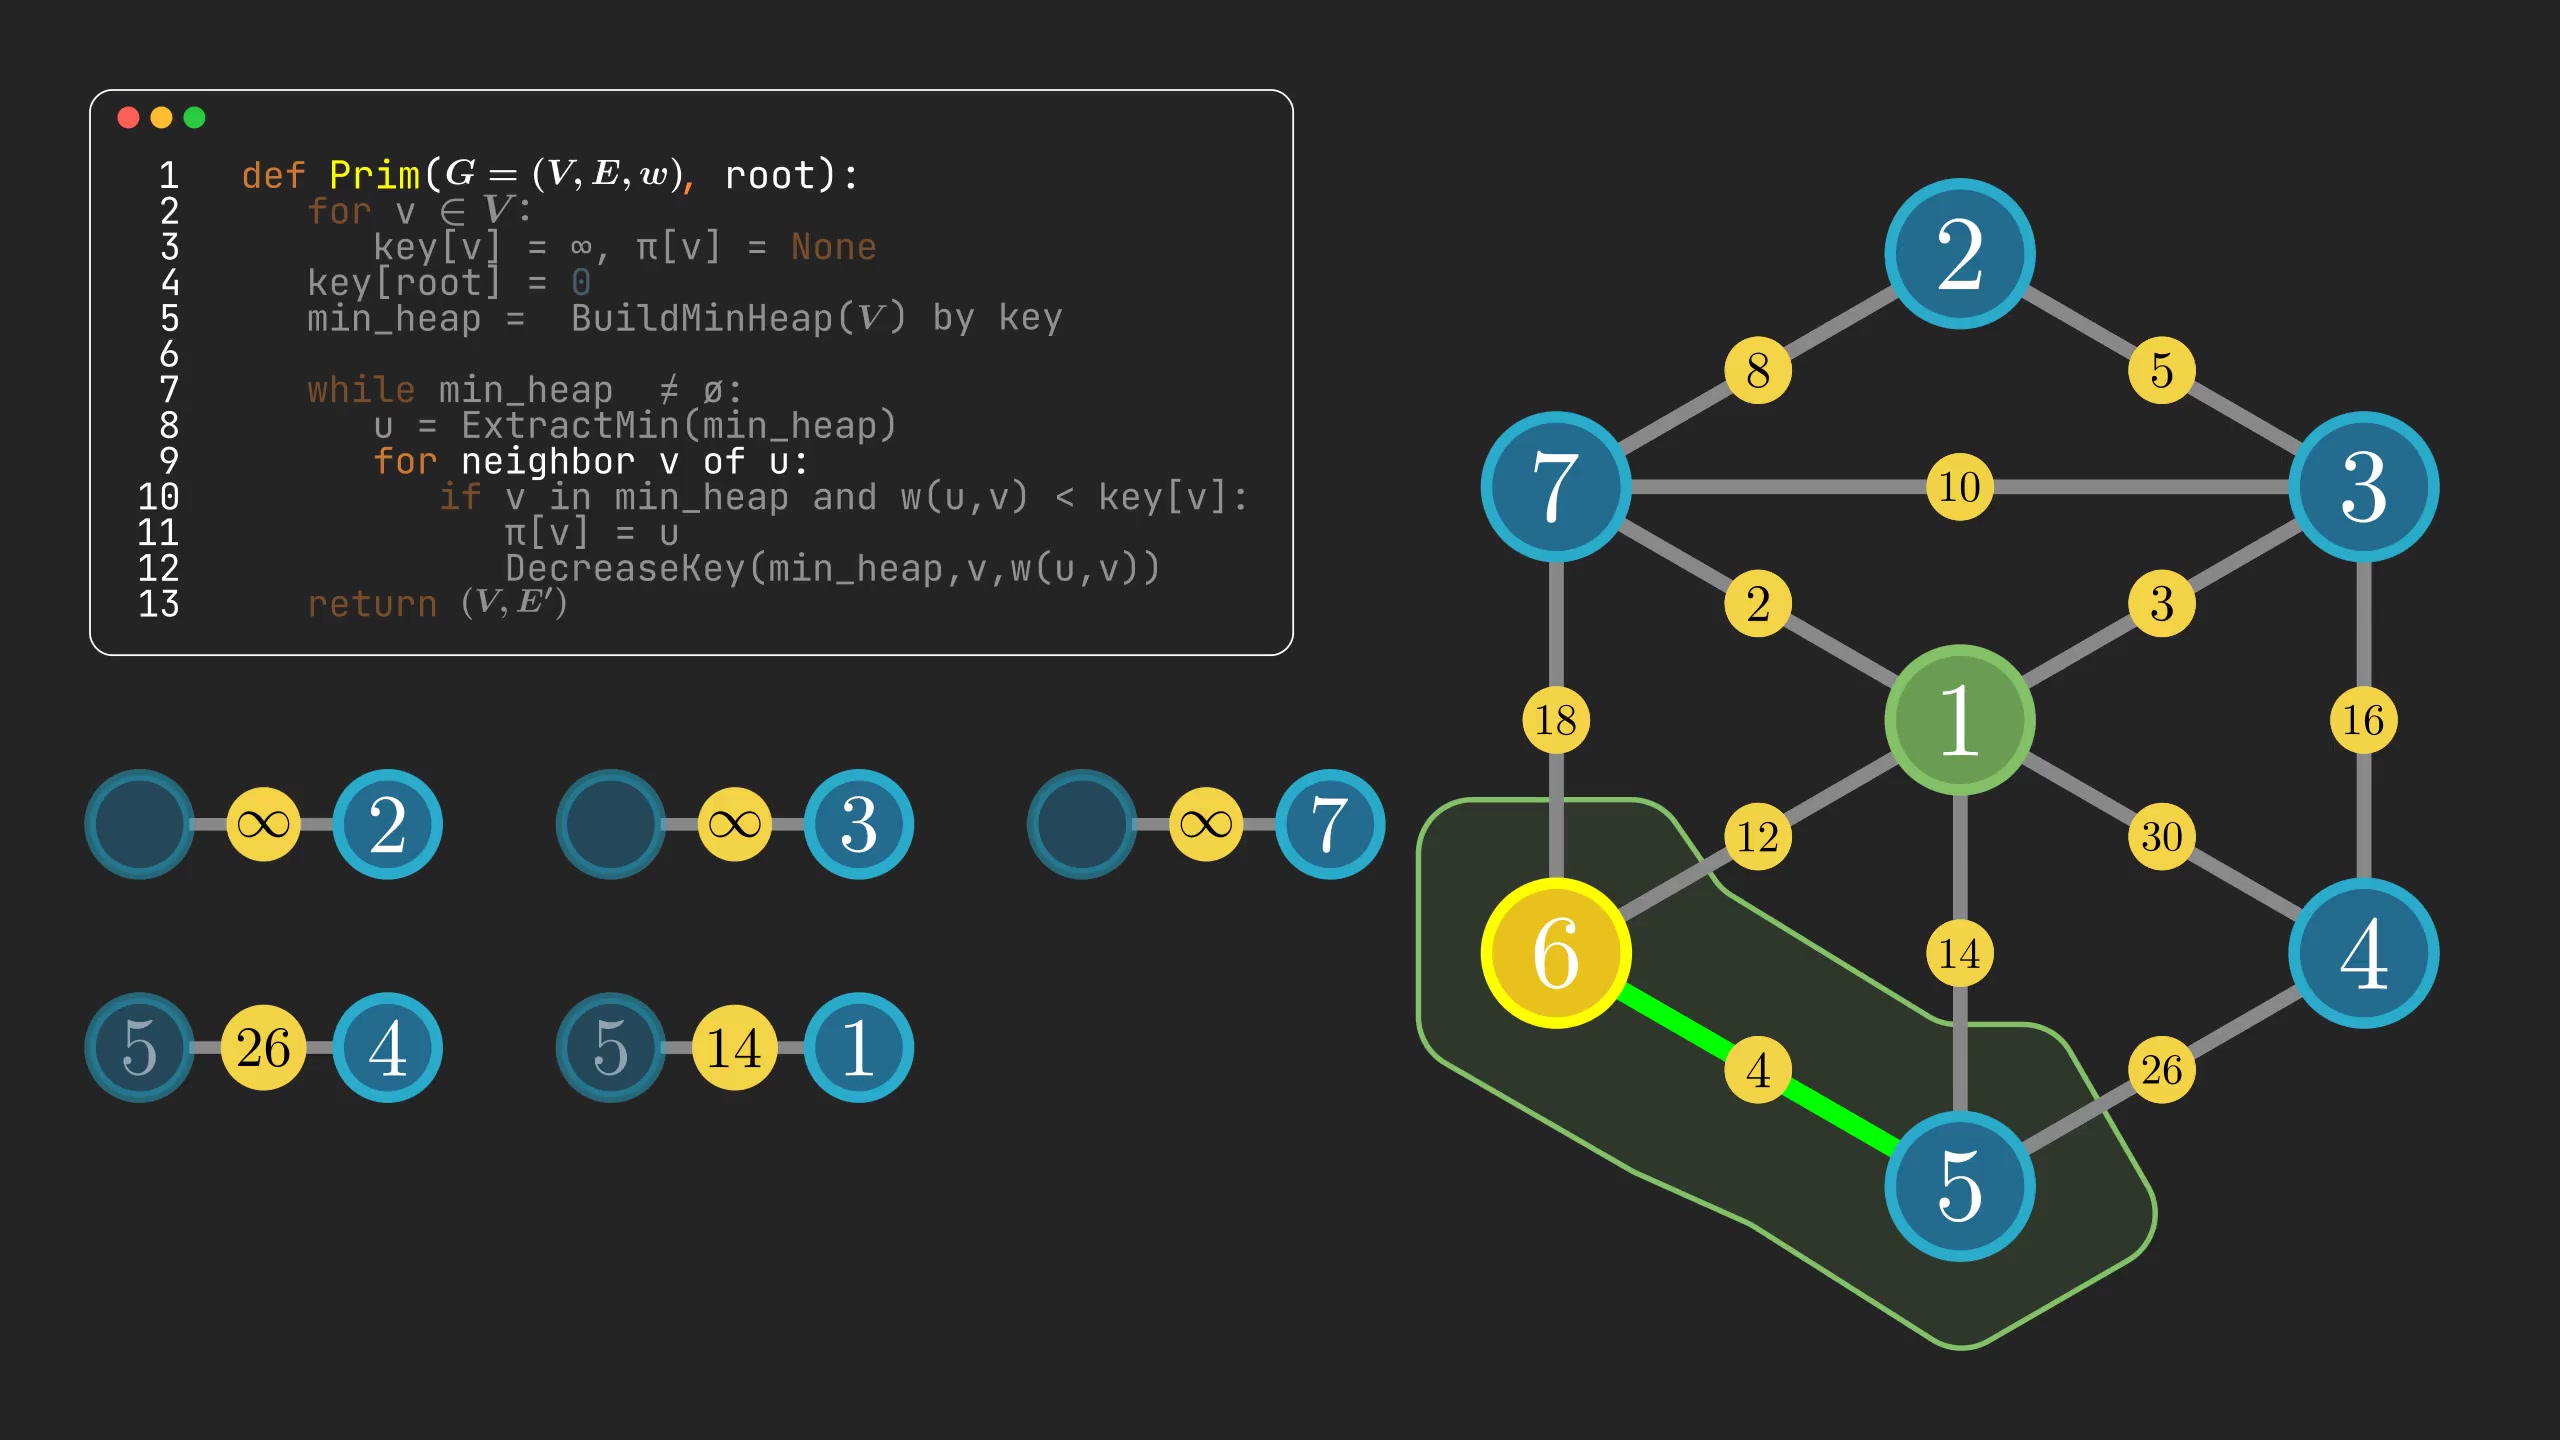 1 def Prim(G = (V, E, w), root):
2 for v ∈ V:
3 key[v] = ∞, π[v] = None
4 key[root] = 0
5 min_heap = BuildMinHeap(V) by key
6
7 while min_heap ≠ ø:
8 u = ExtractMin(min_heap)
9 for neighbor v of u:
10 if v in min_heap and w(u,v) < key[v]:
11 π[v] = u
12 DecreaseKey(min_heap,v,w(u,v))
13 return (V, E′)
∞ 2
∞ 3
∞ 7
5 26 4
5 14 1
2
8 5
7 10 3
2 3
18 1 16
12 30
6 14 4
4 26
5